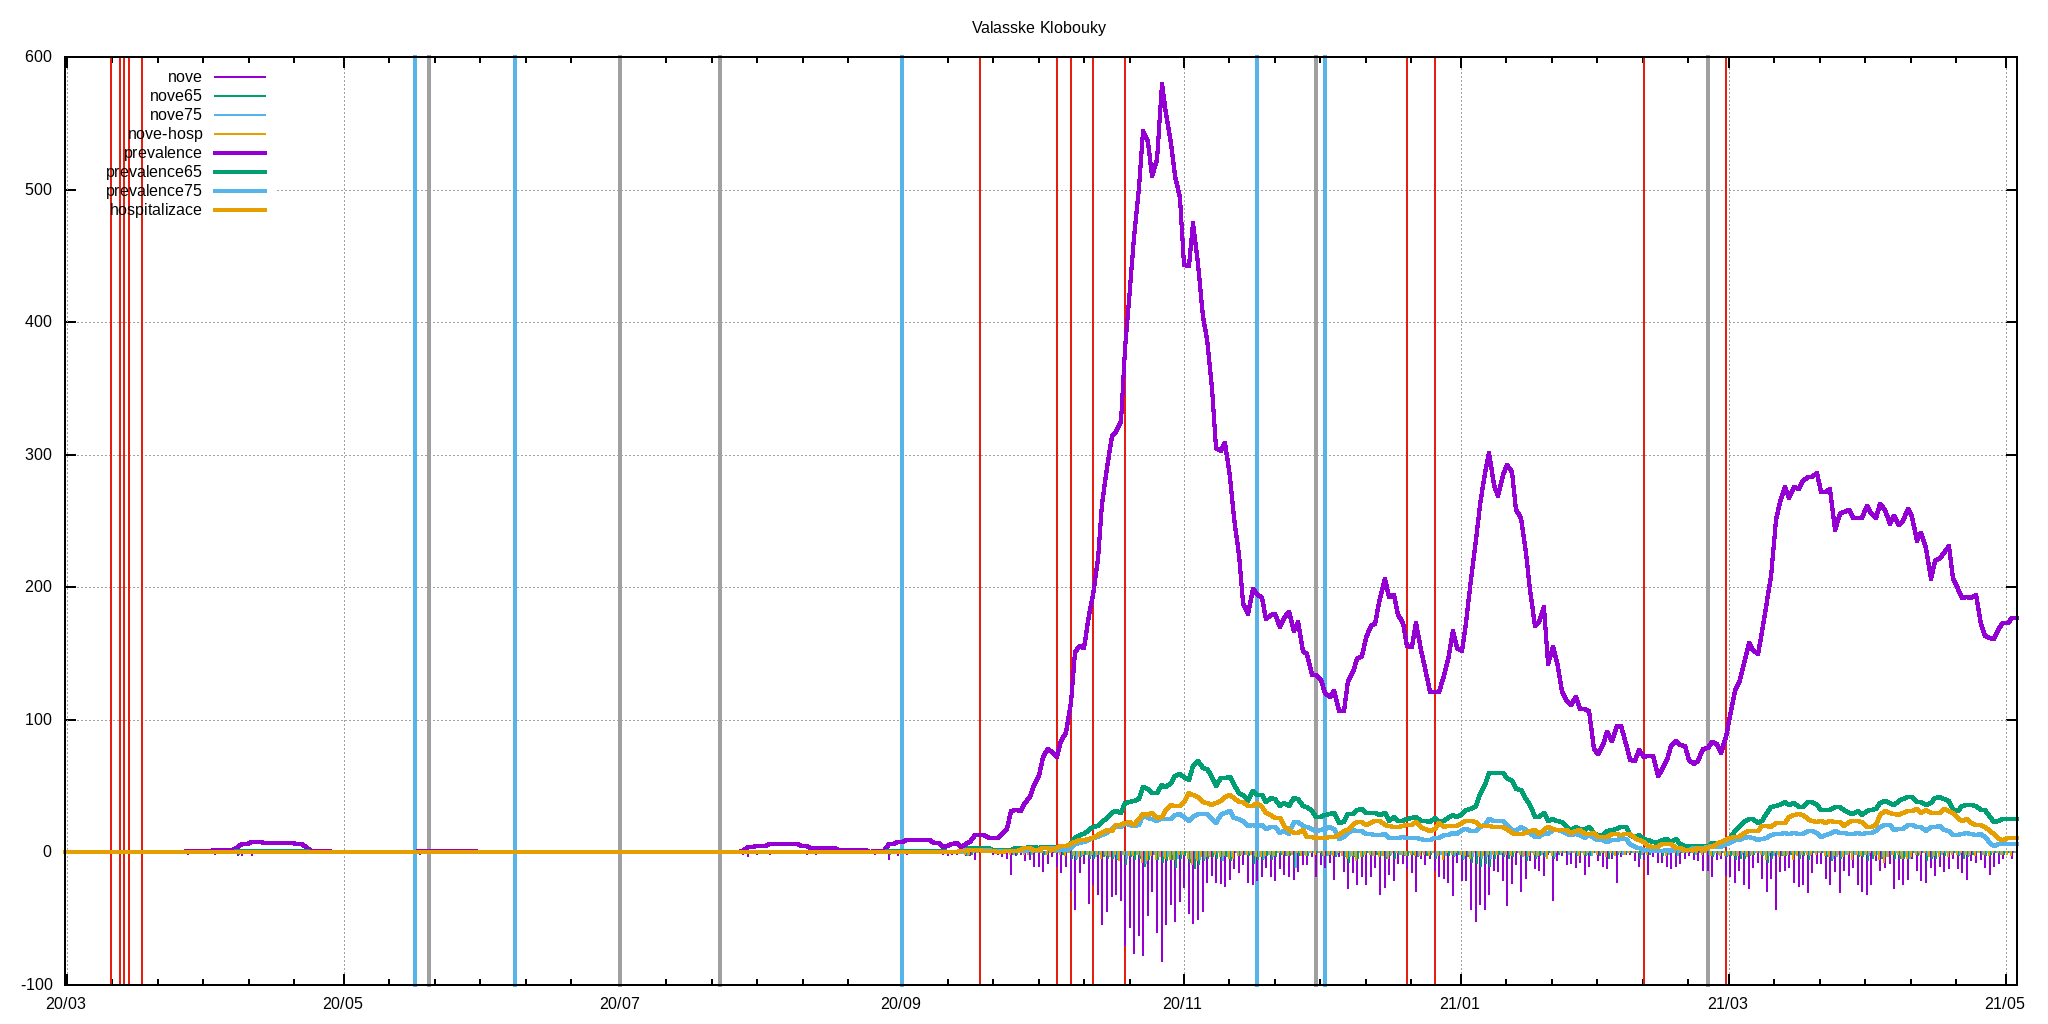 Valasske Klobouky
600
500
400
300
200
100
0
-100
nove
nove65
nove75
nove-hosp
prevalence
prevalence65
prevalence75
hospitalizace
20/03 20/05 20/07 20/09 20/11 21/01 21/03 21/05